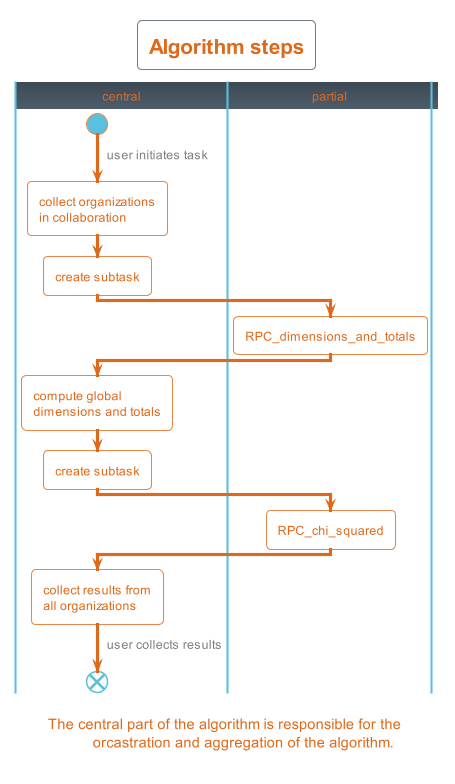 Algorithm steps
central
partial
user initiates task
collect organizations
in collaboration
create subtask
RPC_dimensions_and_totals
compute global
dimensions and totals
create subtask
RPC_chi_squared
collect results from
all organizations
user collects results
The central part of the algorithm is responsible for the
orcastration and aggregation of the algorithm.